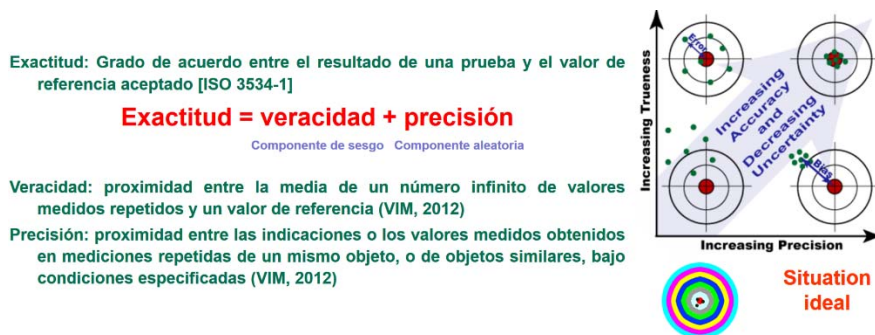 Exactitud: Grado de acuerdo entre el resultado de una prueba y el valor de
referencia aceptado [ISO 3534-1]
Exactitud = veracidad + precisión
Componente de sesgo Componente aleatoria
Veracidad: proximidad entre la media de un número infinito de valores
medidos repetidos y un valor de referencia (VIM, 2012)
Precisión: proximidad entre las indicaciones o los valores medidos obtenidos
en mediciones repetidas de un mismo objeto, o de objetos similares, bajo
condiciones especificadas (VIM, 2012)
Increasing Trueness
Error
Increasing
Accuracy
and
Decreasing
Uncertainty
Bias
Increasing Precision
Situation
ideal